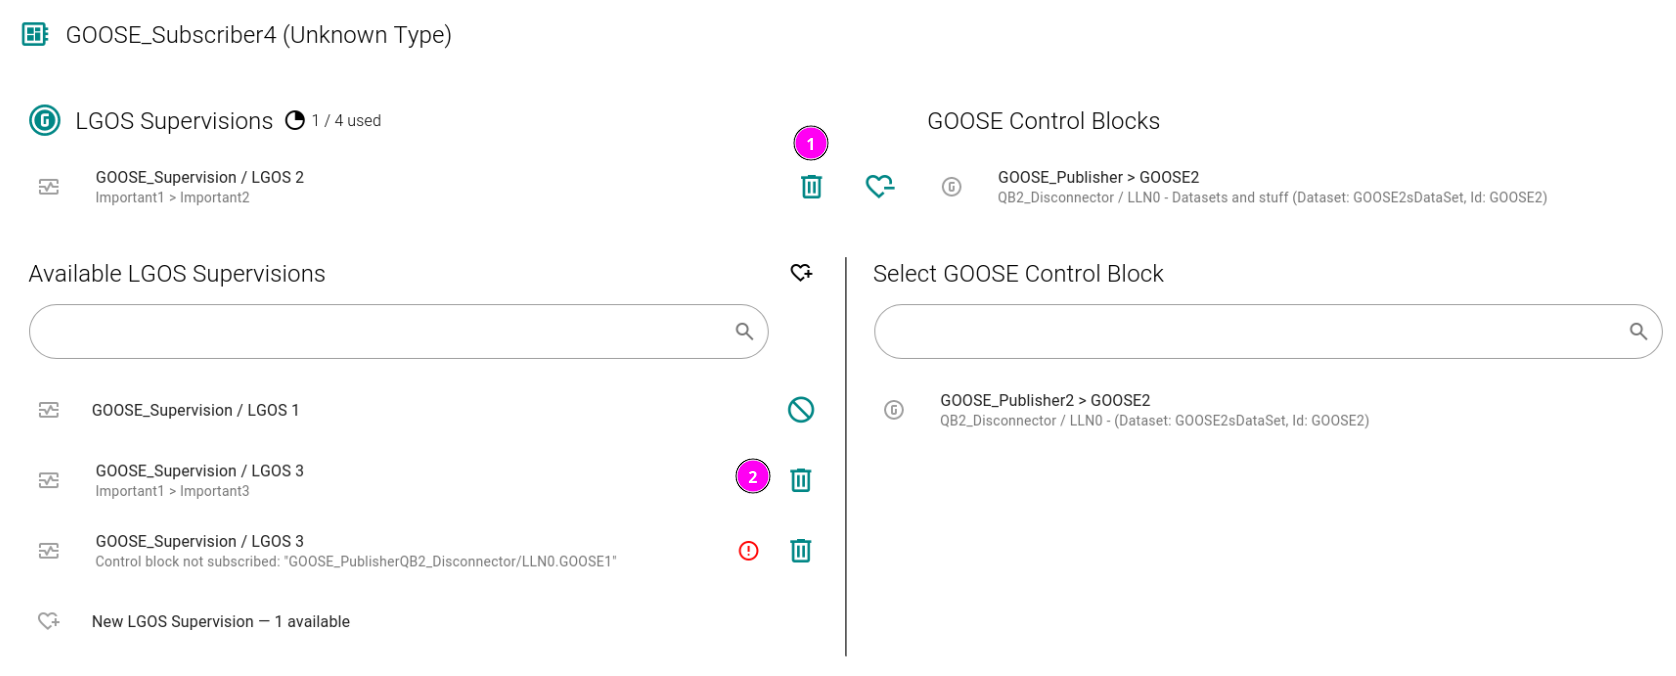 GOOSE_Subscriber4 (Unknown Type)
LGOS Supervisions 1 / 4 used
GOOSE Control Blocks
1
GOOSE_Supervision / LGOS 2
Important1 > Important2
GOOSE_Publisher > GOOSE2
QB2_Disconnector / LLN0 - Datasets and stuff (Dataset: GOOSE2sDataSet, Id: GOOSE2)
Available LGOS Supervisions
GOOSE_Supervision / LGOS 1
GOOSE_Supervision / LGOS 3
Important1 > Important3
2
GOOSE_Supervision / LGOS 3
Control block not subscribed: "GOOSE_PublisherQB2_Disconnector/LLN0.GOOSE1"
New LGOS Supervision — 1 available
Select GOOSE Control Block
GOOSE_Publisher2 > GOOSE2
QB2_Disconnector / LLN0 - (Dataset: GOOSE2sDataSet, Id: GOOSE2)